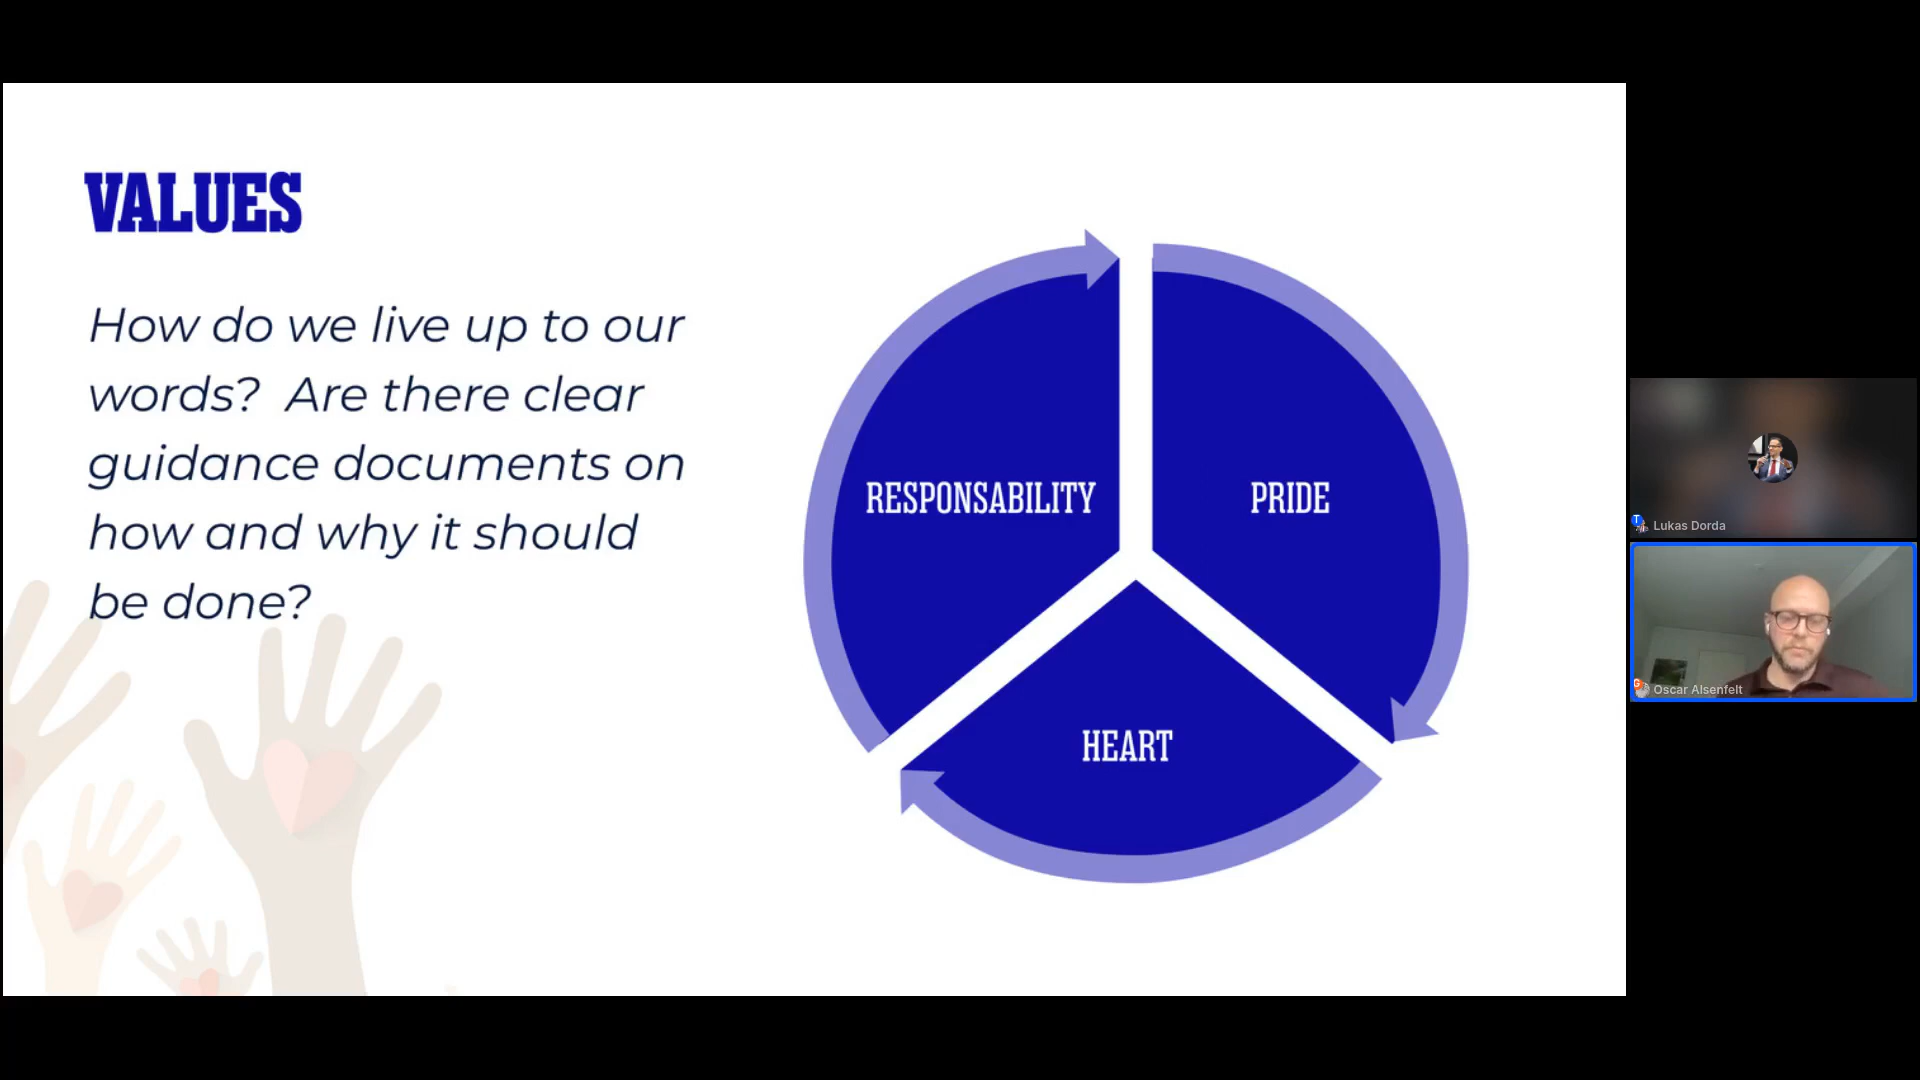 VALUES
How do we live up to our
words? Are there clear
guidance documents on
how and why it should
be done?
RESPONSABILITY
PRIDE
HEART
T
Lukas Dorda
G
Oscar Alsenfelt